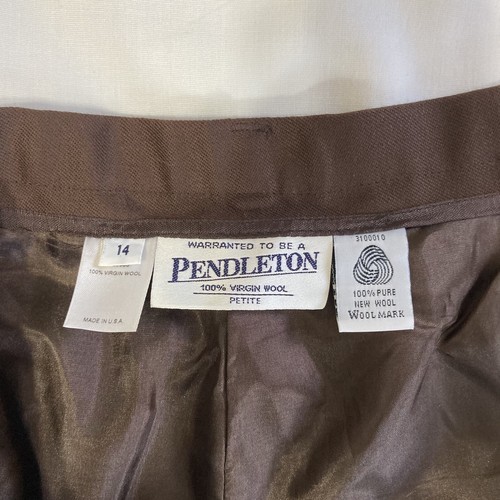 14
100% VIRGIN WOOL
MADE IN U.S.A.
WARRANTED TO BE A
PENDLETON
100% VIRGIN WOOL
PETITE
3100010
100% PURE
NEW WOOL
WOOLMARK